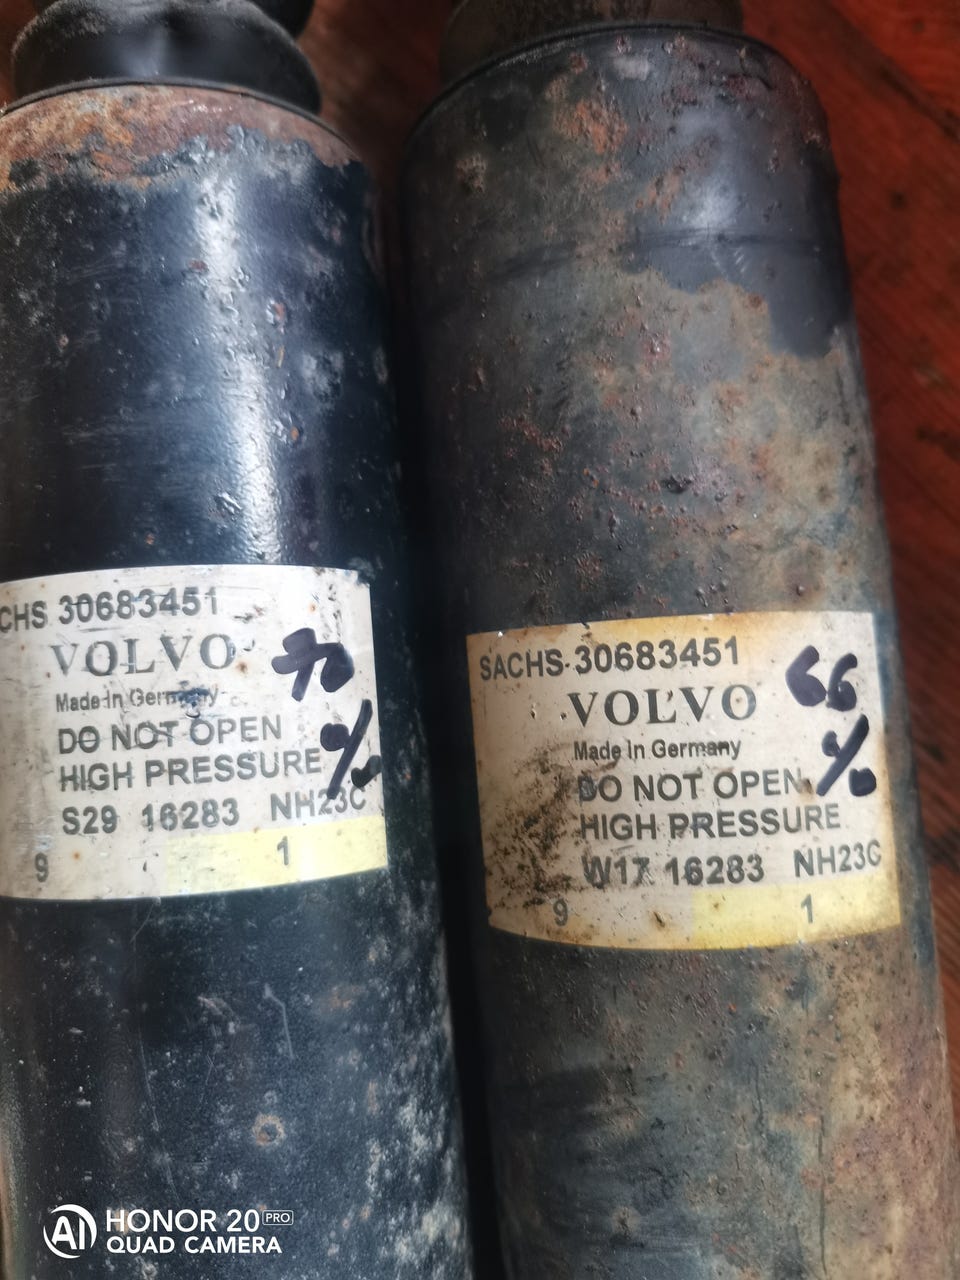 CHS 30683451
VOLVO
70
Made in Germany
DO NOT OPEN
%
HIGH PRESSURE
S29 16283 NH23C
9 1
SACHS 30683451
66
VOLVO
Made in Germany
DO NOT OPEN
%
HIGH PRESSURE
W17 16283 NH23C
9 1
AI HONOR 20 PRO
QUAD CAMERA